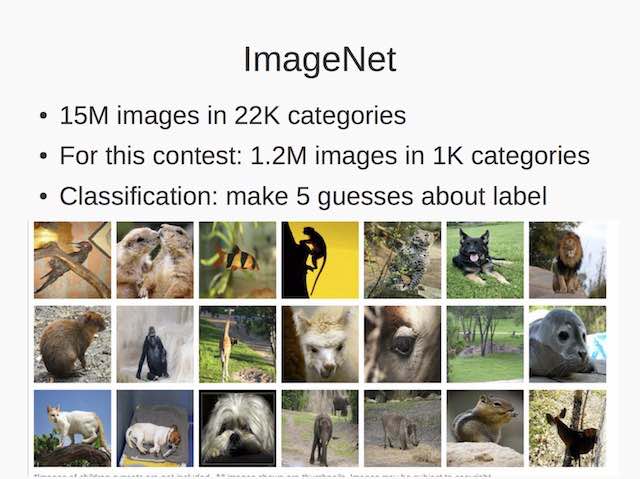 ImageNet
• 15M images in 22K categories
• For this contest: 1.2M images in 1K categories
• Classification: make 5 guesses about label